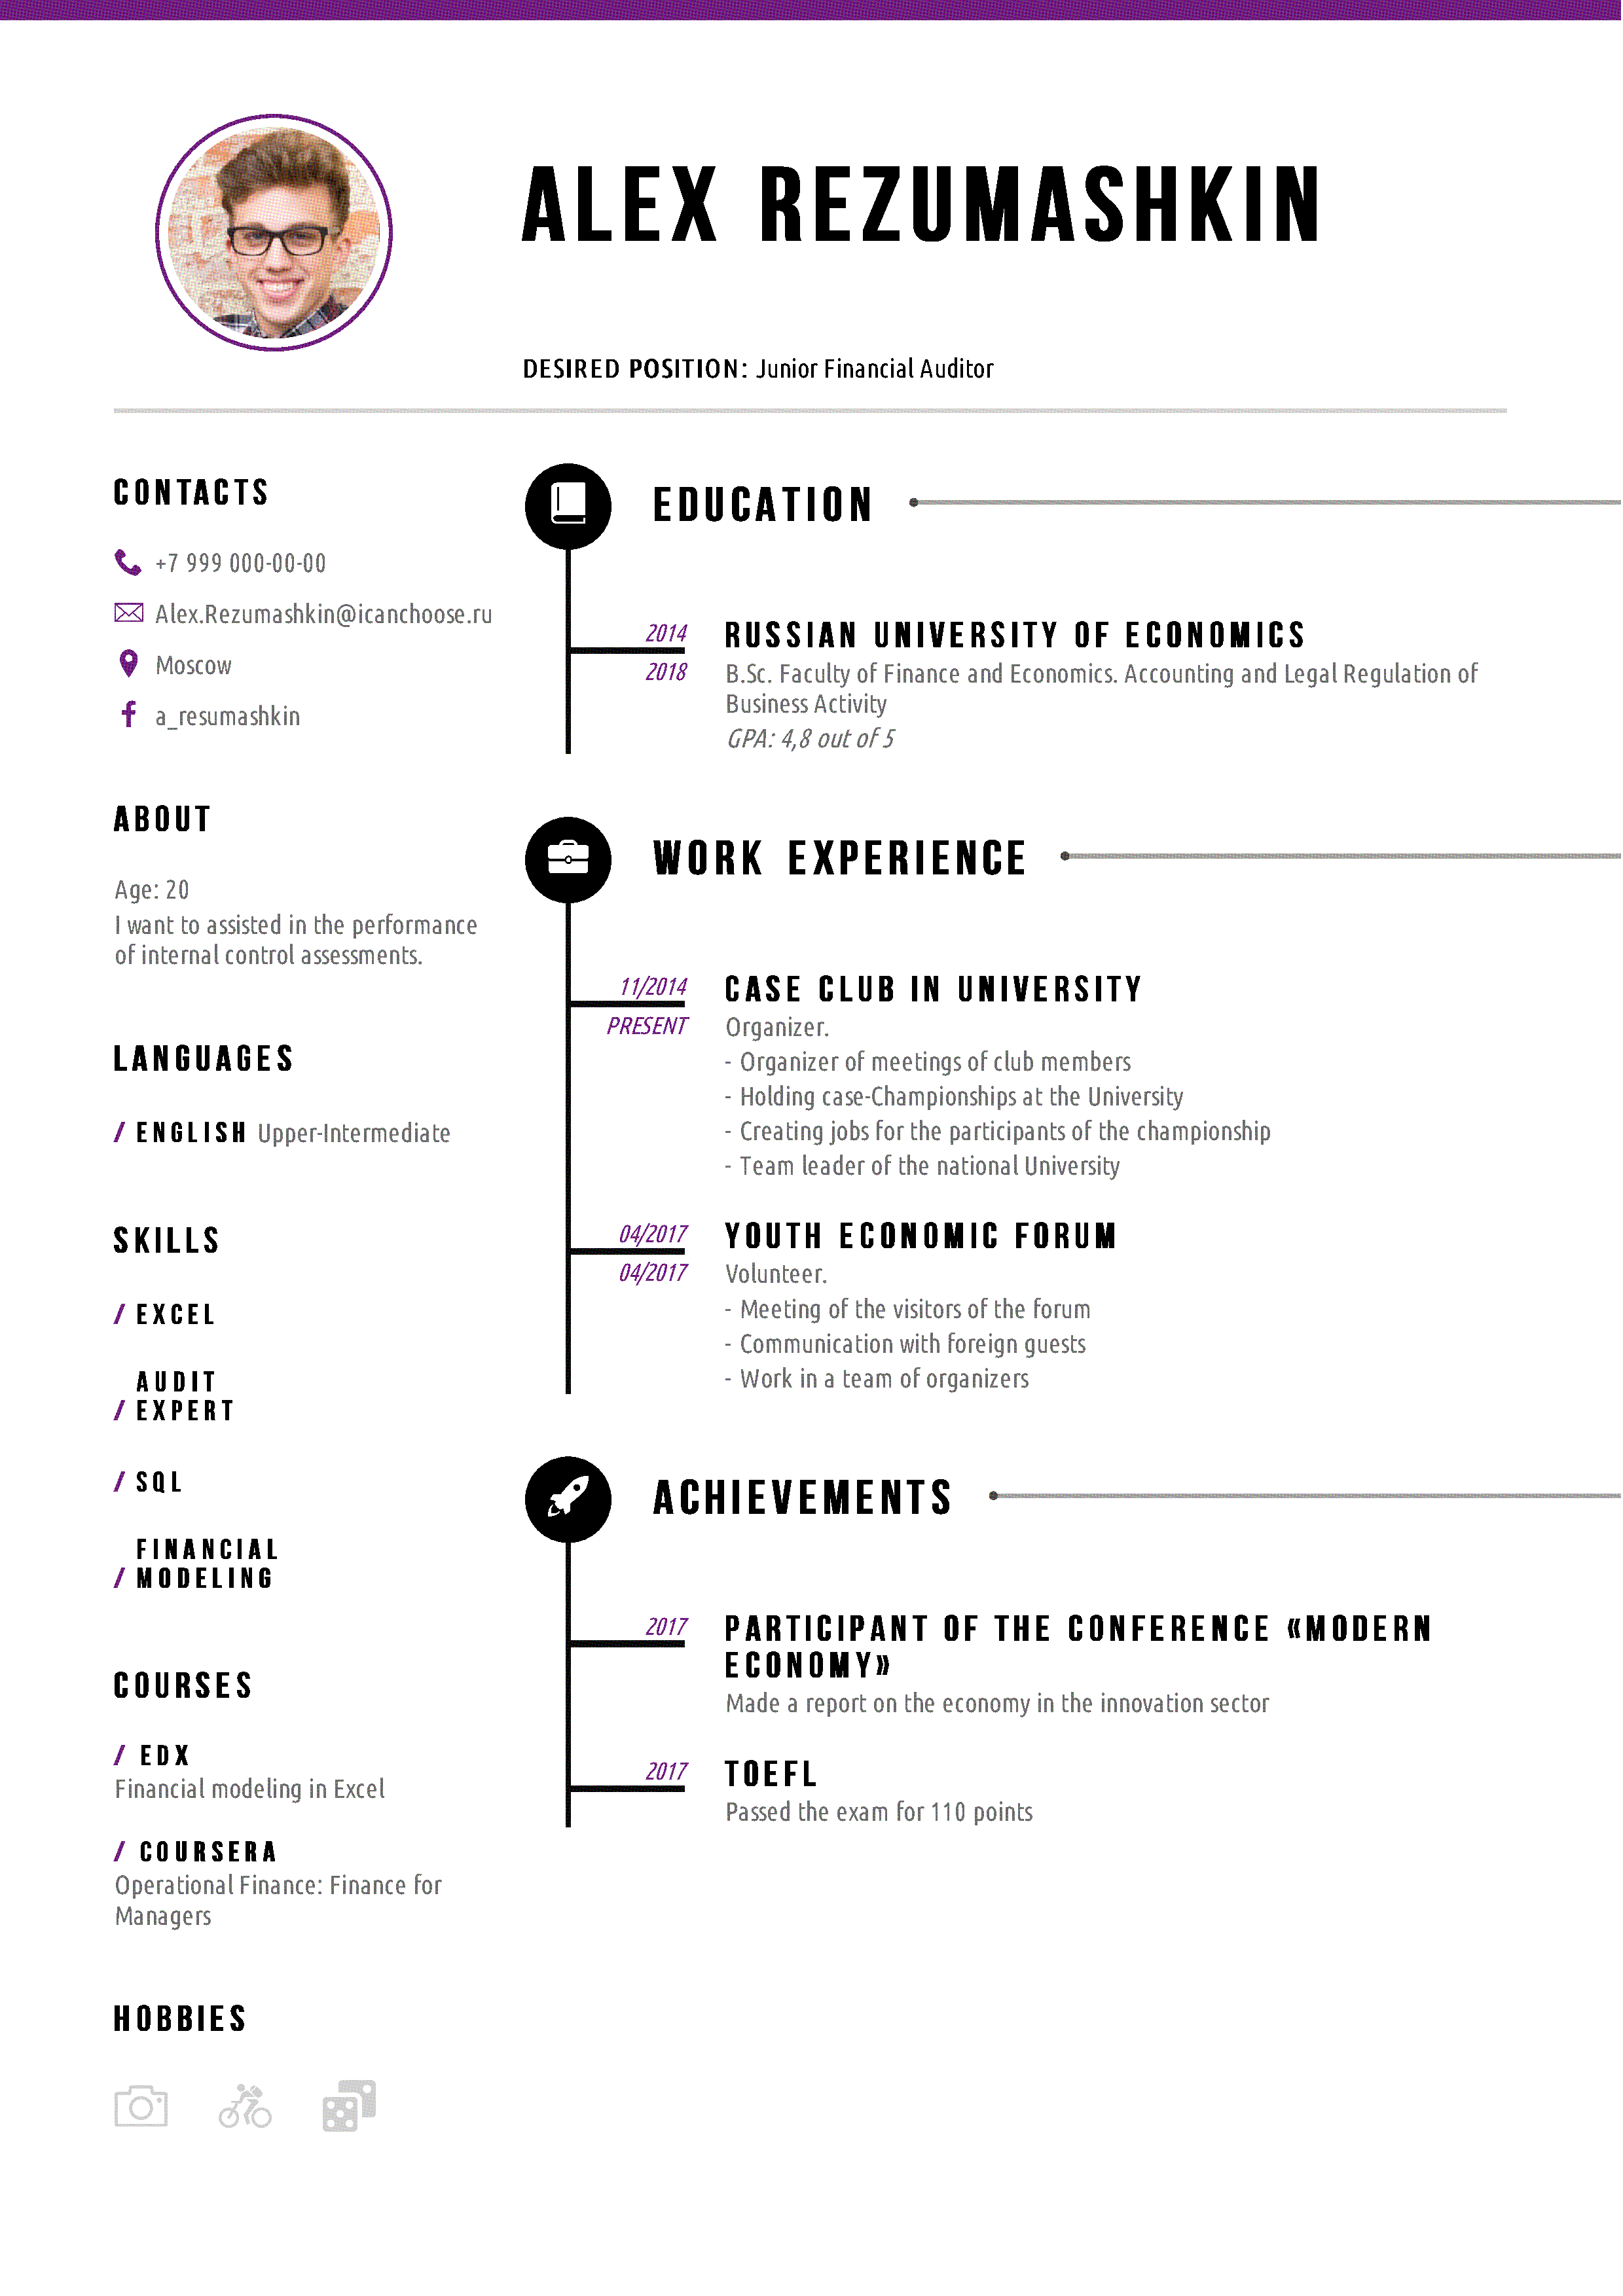 ALEX REZUMASHKIN
DESIRED POSITION: Junior Financial Auditor
CONTACTS
+7 999 000-00-00
Alex.Rezumashkin@icanchoose.ru
Moscow
a_resumashkin
ABOUT
Age: 20
I want to assisted in the performance
of internal control assessments.
LANGUAGES
/ ENGLISH Upper-Intermediate
SKILLS
/ EXCEL
AUDIT
/ EXPERT
/ SQL
FINANCIAL
/ MODELING
COURSES
/ EDX
Financial modeling in Excel
/ COURSERA
Operational Finance: Finance for
Managers
HOBBIES
EDUCATION
2014
2018
RUSSIAN UNIVERSITY OF ECONOMICS
B.Sc. Faculty of Finance and Economics. Accounting and Legal Regulation of
Business Activity
GPA: 4,8 out of 5
WORK EXPERIENCE
11/2014
PRESENT
CASE CLUB IN UNIVERSITY
Organizer.
- Organizer of meetings of club members
- Holding case-Championships at the University
- Creating jobs for the participants of the championship
- Team leader of the national University
04/2017
04/2017
YOUTH ECONOMIC FORUM
Volunteer.
- Meeting of the visitors of the forum
- Communication with foreign guests
- Work in a team of organizers
ACHIEVEMENTS
2017
PARTICIPANT OF THE CONFERENCE «MODERN
ECONOMY»
Made a report on the economy in the innovation sector
2017
TOEFL
Passed the exam for 110 points